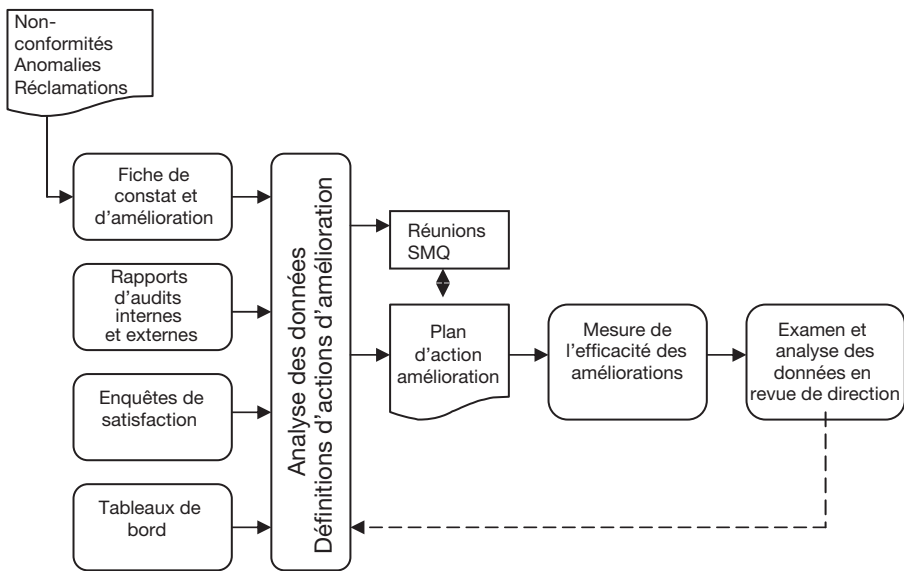 Non-
conformités
Anomalies
Réclamations
Fiche de
constat et
d'amélioration
Rapports
d'audits
internes
et externes
Enquêtes de
satisfaction
Tableaux de
bord
Analyse des données
Définitions d'actions d'amélioration
Réunions
SMQ
Plan
d'action
amélioration
Mesure de
l'efficacité des
améliorations
Examen et
analyse des
données en
revue de direction